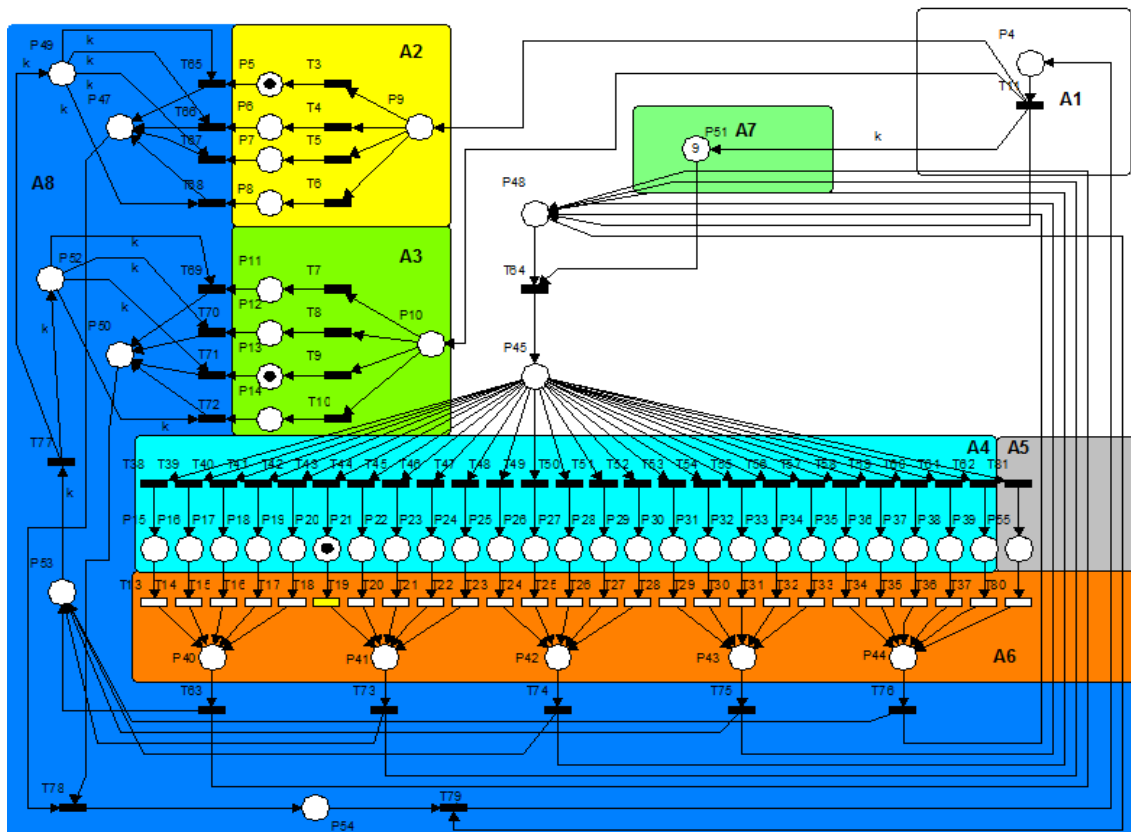 P49 k A2 P4
k T65 P5 T3 A1
k k P47 T66 P6 T4 P9 T11
T67 P7 T5 P51 A7 k
9
A8 T68 P8 T6 P48
k
P52 A3
T69 P11 T7 T64
k
k P50 T70 P12 T8 P10
k T71 P13 T9 P45
T72 P14 T10
k
T77 A4 A5
T38 T39 T40 T41 T42 T43 T44 T45 T46 T47 T48 T49 T50 T51 T52 T53 T54 T55 T56 T57 T58 T59 T60 T61 T62 T81
k
P15 P16 P17 P18 P19 P20 P21 P22 P23 P24 P25 P26 P27 P28 P29 P30 P31 P32 P33 P34 P35 P36 P37 P38 P39 P55
P53
T13 T14 T15 T16 T17 T18 T19 T20 T21 T22 T23 T24 T25 T26 T27 T28 T29 T30 T31 T32 T33 T34 T35 T36 T37 T80
P40 P41 P42 P43 P44 A6
T63 T73 T74 T75 T76
T78 T79
P54